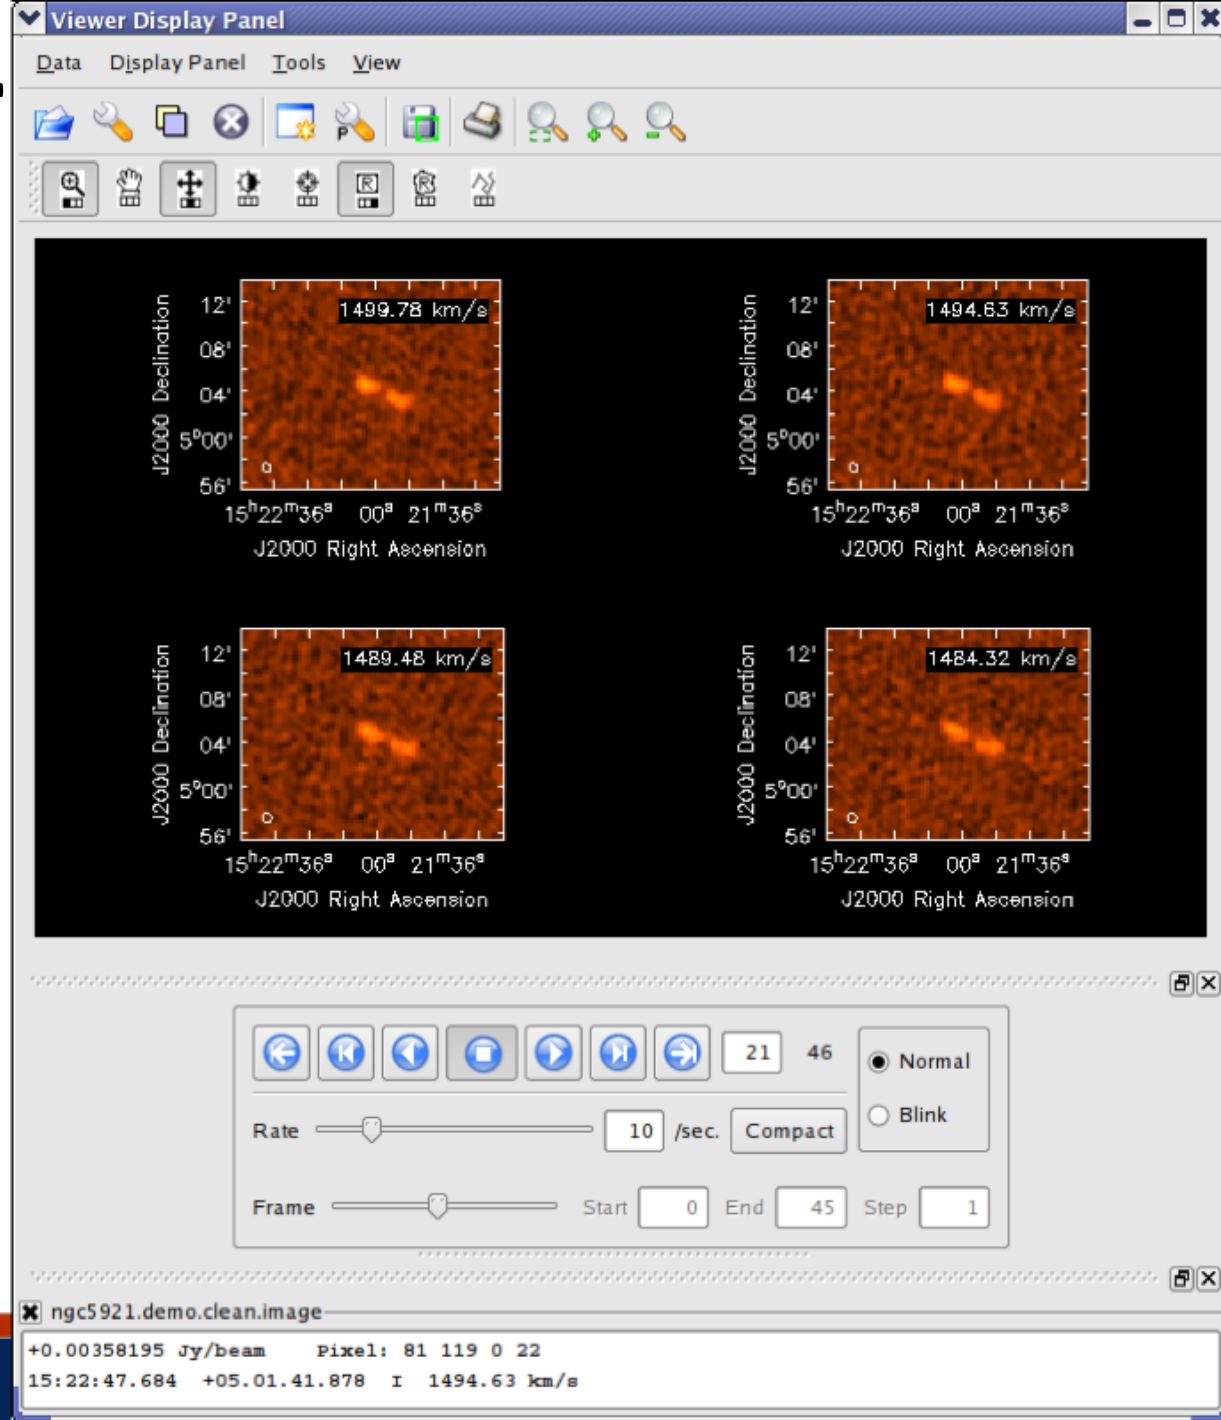 Viewer Display Panel
Data Display Panel Tools View
P
R R
J2000 Declination
12'
08'
04'
5°00'
56'
1499.78 km/s
15ʰ22ᵐ36ˢ 00ˢ 21ᵐ36ˢ
J2000 Right Ascension
J2000 Declination
12'
08'
04'
5°00'
56'
1494.63 km/s
15ʰ22ᵐ36ˢ 00ˢ 21ᵐ36ˢ
J2000 Right Ascension
J2000 Declination
12'
08'
04'
5°00'
56'
1489.48 km/s
15ʰ22ᵐ36ˢ 00ˢ 21ᵐ36ˢ
J2000 Right Ascension
J2000 Declination
12'
08'
04'
5°00'
56'
1484.32 km/s
15ʰ22ᵐ36ˢ 00ˢ 21ᵐ36ˢ
J2000 Right Ascension
21 46
Normal
Blink
Rate 10 /sec. Compact
Frame Start 0 End 45 Step 1
ngc5921.demo.clean.image
+0.00358195 Jy/beam Pixel: 81 119 0 22
15:22:47.684 +05.01.41.878 I 1494.63 km/s